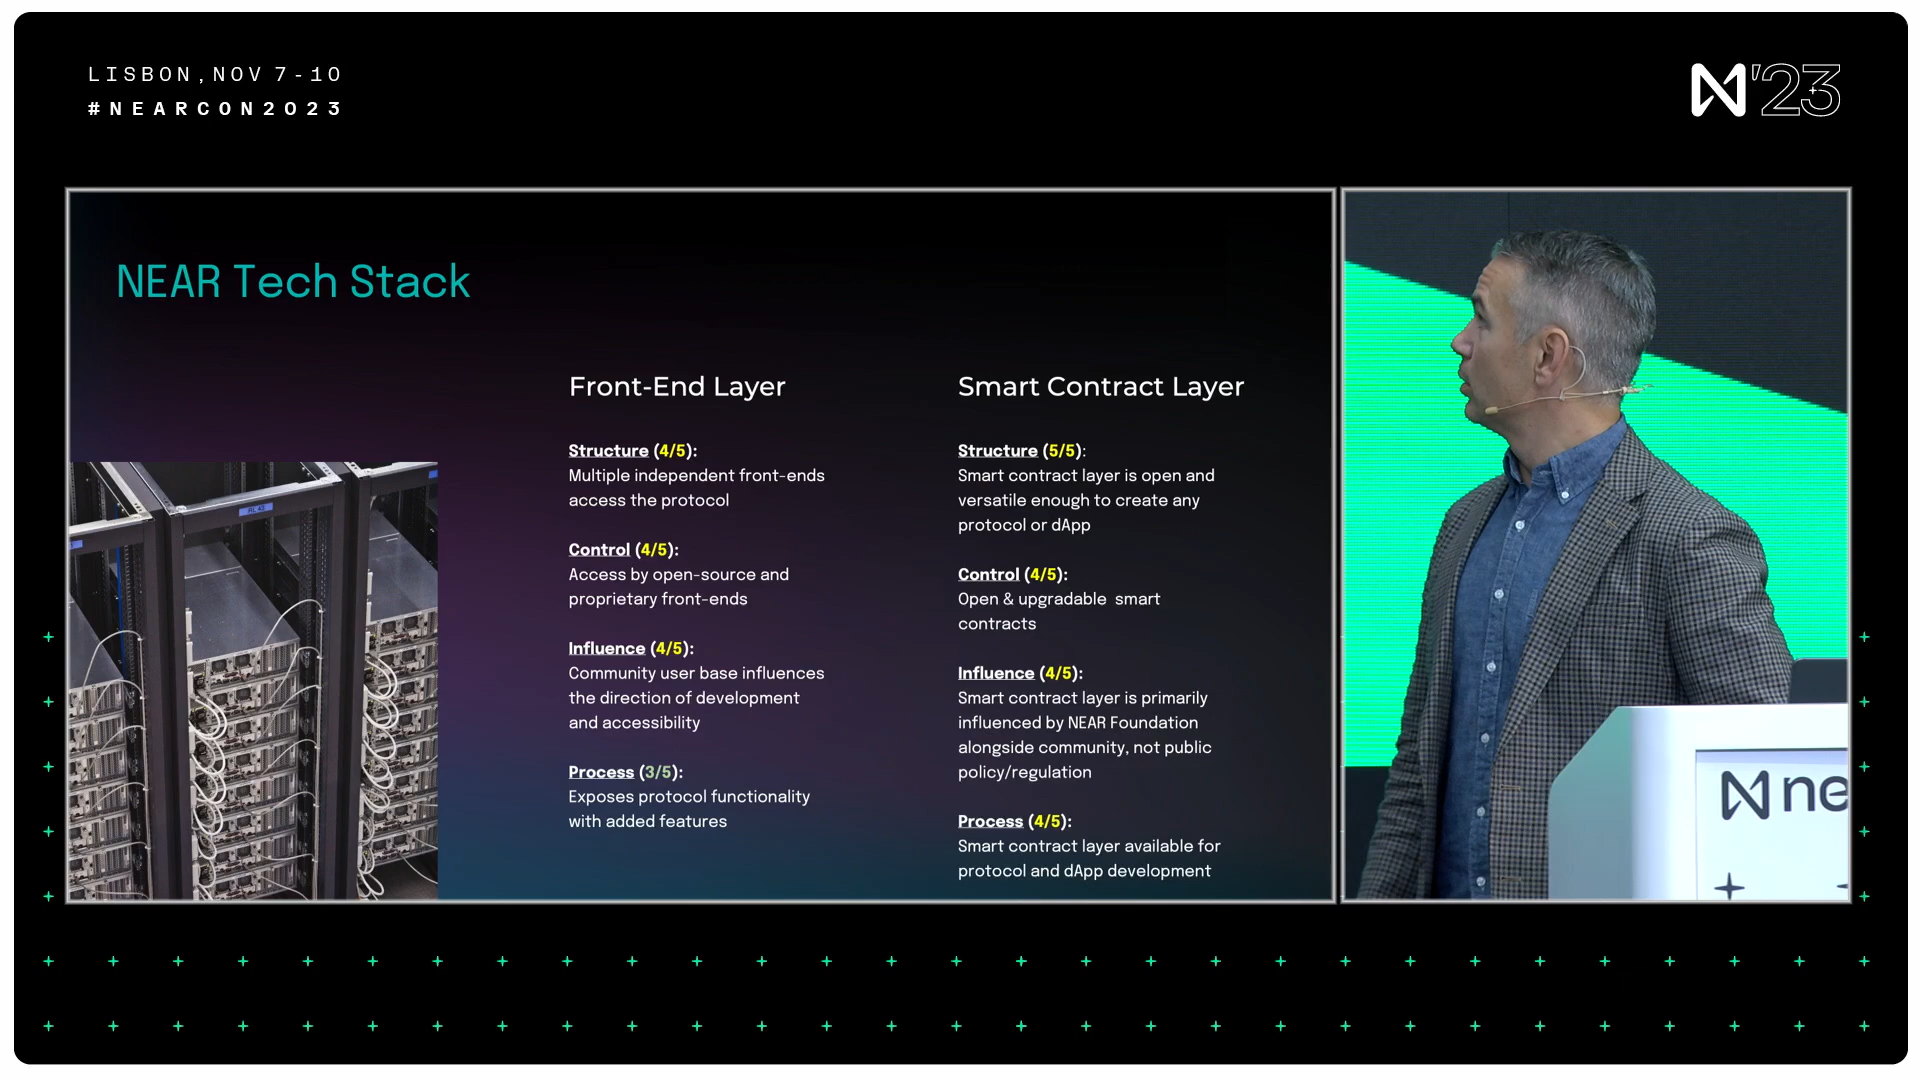 LISBON, NOV 7-10
#NEARCON2023
N'23
NEAR Tech Stack
Front-End Layer
Structure (4/5):
Multiple independent front-ends
access the protocol
Control (4/5):
Access by open-source and
proprietary front-ends
Influence (4/5):
Community user base influences
the direction of development
and accessibility
Process (3/5):
Exposes protocol functionality
with added features
Smart Contract Layer
Structure (5/5):
Smart contract layer is open and
versatile enough to create any
protocol or dApp
Control (4/5):
Open & upgradable smart
contracts
Influence (4/5):
Smart contract layer is primarily
influenced by NEAR Foundation
alongside community, not public
policy/regulation
Process (4/5):
Smart contract layer available for
protocol and dApp development
ne